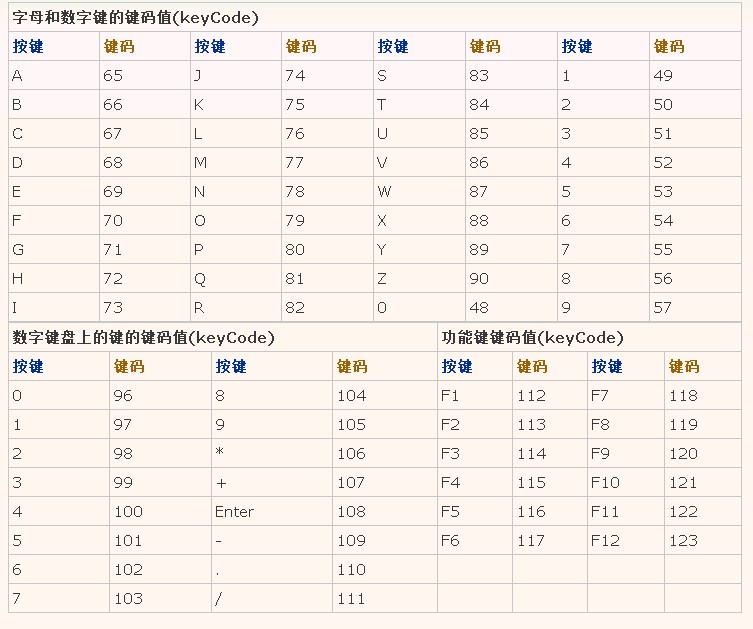 字母和数字键的键码值(keyCode)
按键 键码 按键 键码 按键 键码 按键 键码
A 65 J 74 S 83 1 49
B 66 K 75 T 84 2 50
C 67 L 76 U 85 3 51
D 68 M 77 V 86 4 52
E 69 N 78 W 87 5 53
F 70 O 79 X 88 6 54
G 71 P 80 Y 89 7 55
H 72 Q 81 Z 90 8 56
I 73 R 82 0 48 9 57
数字键盘上的键的键码值(keyCode) 功能键键码值(keyCode)
按键 键码 按键 键码 按键 键码 按键 键码
0 96 8 104 F1 112 F7 118
1 97 9 105 F2 113 F8 119
2 98 * 106 F3 114 F9 120
3 99 + 107 F4 115 F10 121
4 100 Enter 108 F5 116 F11 122
5 101 - 109 F6 117 F12 123
6 102 . 110
7 103 / 111